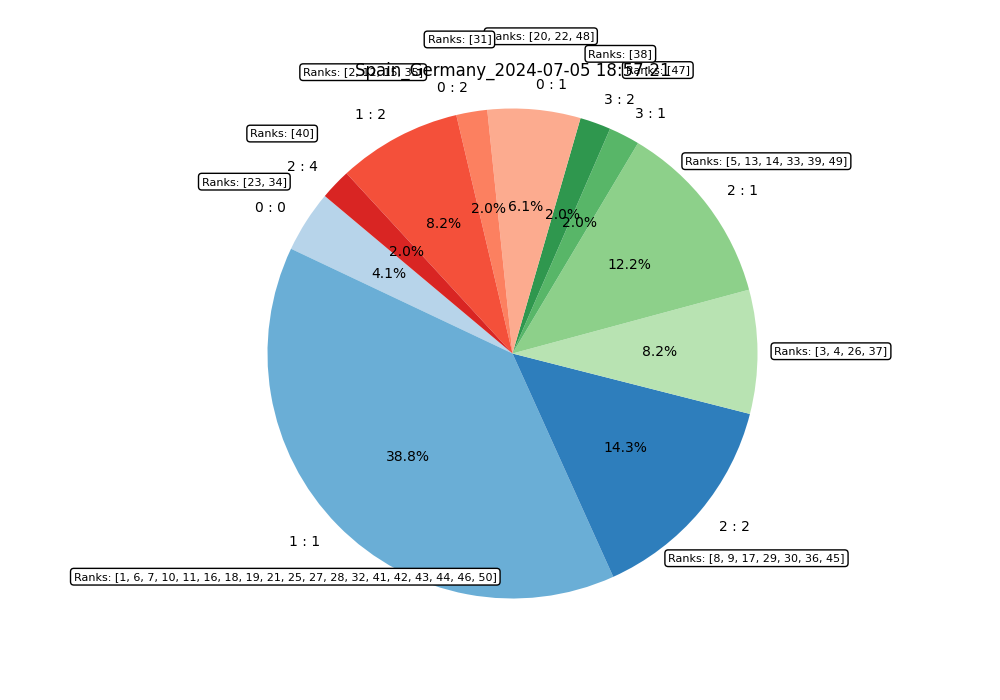 Ranks: [31]
Ranks: [20, 22, 48]
Ranks: [38]
Spain_Germany_2024-07-05 18:57:21
Ranks: [47]
0 : 2
0 : 1
3 : 2
3 : 1
1 : 2
Ranks: [40]
2 : 4
Ranks: [23, 34]
0 : 0
Ranks: [5, 13, 14, 33, 39, 49]
2 : 1
8.2%
2.0%
6.1%
2.0%
2.0%
2.0%
4.1%
12.2%
8.2%
Ranks: [3, 4, 26, 37]
38.8%
14.3%
1 : 1
2 : 2
Ranks: [8, 9, 17, 29, 30, 36, 45]
Ranks: [1, 6, 7, 10, 11, 16, 18, 19, 21, 25, 27, 28, 32, 41, 42, 43, 44, 46, 50]